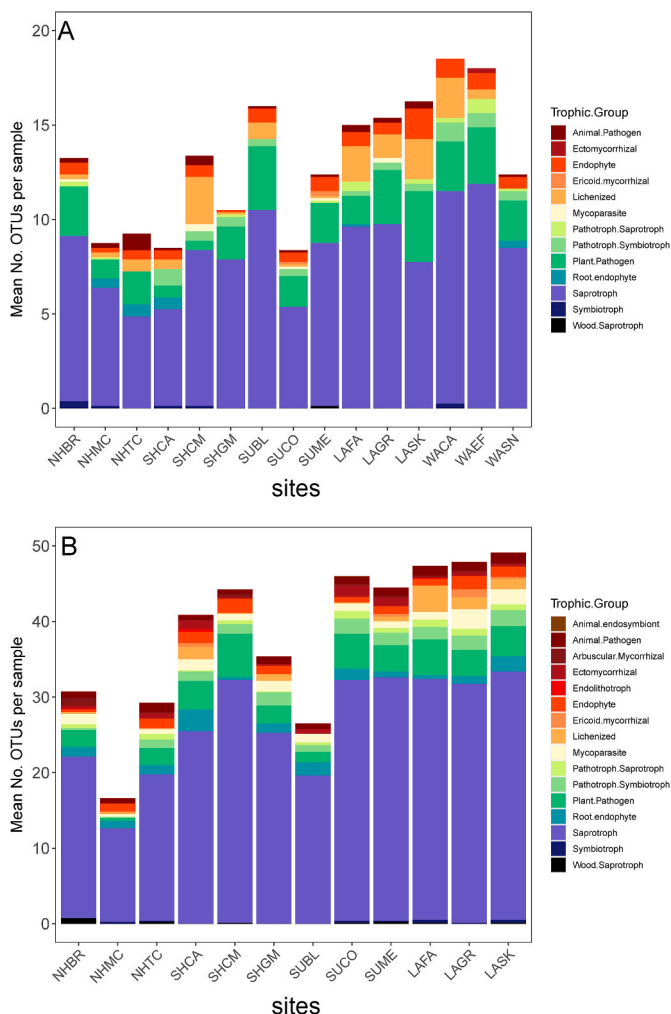 A
Mean No. OTUs per sample
20
15
10
5
0
NHBR
NHMC
NHTC
SHCA
SHCM
SHGM
SUBL
SUCO
SUME
LAFA
LAGR
LASK
WACA
WAEF
WASN
sites
Trophic.Group
Animal.Pathogen
Ectomycorrhizal
Endophyte
Ericoid.mycorrhizal
Lichenized
Mycoparasite
Pathotroph.Saprotroph
Pathotroph.Symbiotroph
Plant.Pathogen
Root.endophyte
Saprotroph
Symbiotroph
Wood.Saprotroph
B
Mean No. OTUs per sample
50
40
30
20
10
0
NHBR
NHMC
NHTC
SHCA
SHCM
SHGM
SUBL
SUCO
SUME
LAFA
LAGR
LASK
sites
Trophic.Group
Animal.endosymbiont
Animal.Pathogen
Arbuscular.Mycorrhizal
Ectomycorrhizal
Endolithotroph
Endophyte
Ericoid.mycorrhizal
Lichenized
Mycoparasite
Pathotroph.Saprotroph
Pathotroph.Symbiotroph
Plant.Pathogen
Root.endophyte
Saprotroph
Symbiotroph
Wood.Saprotroph